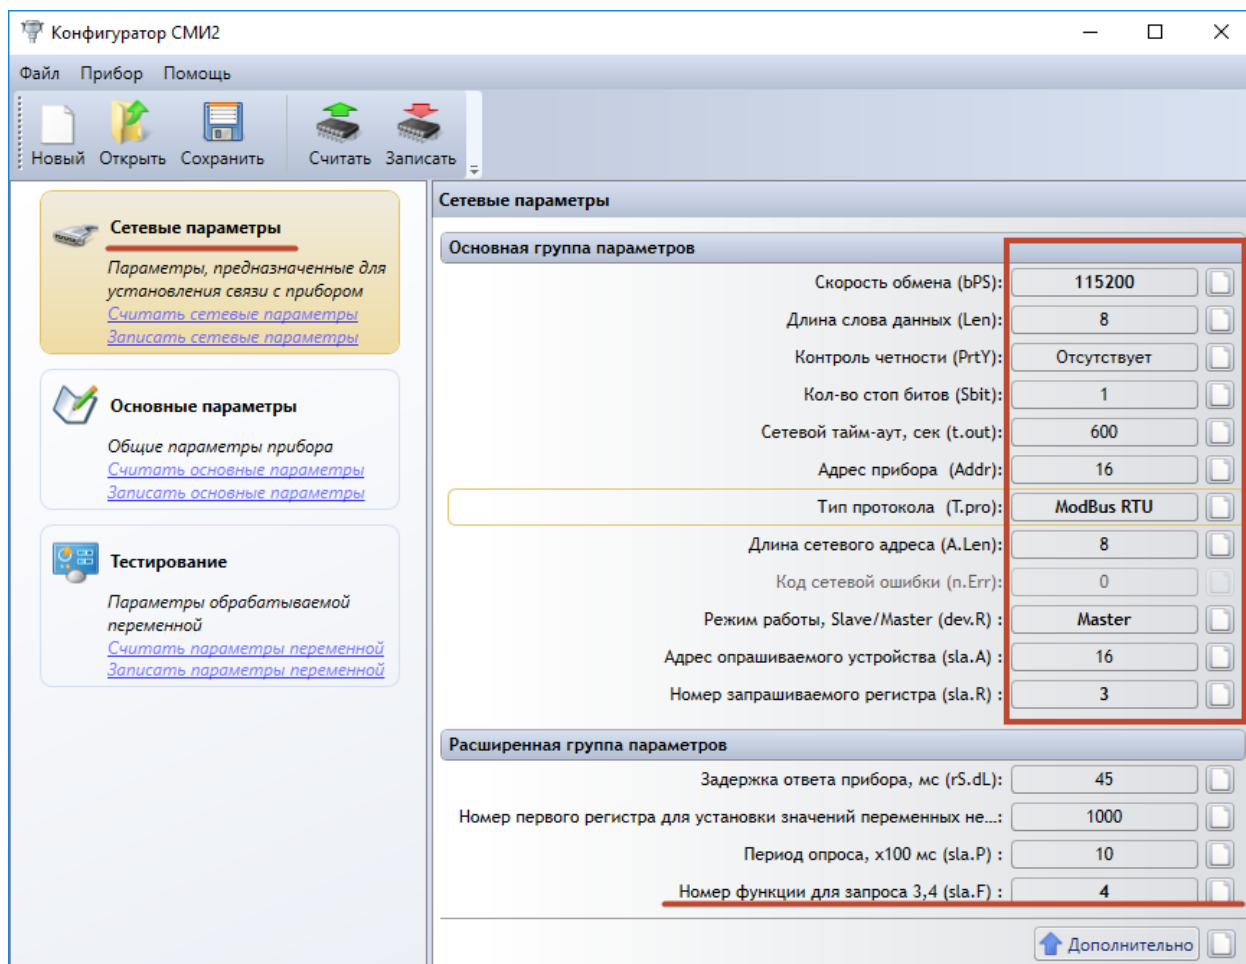 Конфигуратор СМИ2
Файл Прибор Помощь
Новый Открыть Сохранить Считать Записать
Сетевые параметры
Параметры, предназначенные для
установления связи с прибором
Считать сетевые параметры
Записать сетевые параметры
Основные параметры
Общие параметры прибора
Считать основные параметры
Записать основные параметры
Тестирование
Параметры обрабатываемой
переменной
Считать параметры переменной
Записать параметры переменной
Сетевые параметры
Основная группа параметров
Скорость обмена (bPS): 115200
Длина слова данных (Len): 8
Контроль четности (PrtY): Отсутствует
Кол-во стоп битов (Sbit): 1
Сетевой тайм-аут, сек (t.out): 600
Адрес прибора (Addr): 16
Тип протокола (T.pro): ModBus RTU
Длина сетевого адреса (A.Len): 8
Код сетевой ошибки (n.Err): 0
Режим работы, Slave/Master (dev.R) : Master
Адрес опрашиваемого устройства (sla.A) : 16
Номер запрашиваемого регистра (sla.R) : 3
Расширенная группа параметров
Задержка ответа прибора, мс (rS.dL): 45
Номер первого регистра для установки значений переменных не...: 1000
Период опроса, x100 мс (sla.P) : 10
Номер функции для запроса 3,4 (sla.F) : 4
Дополнительно